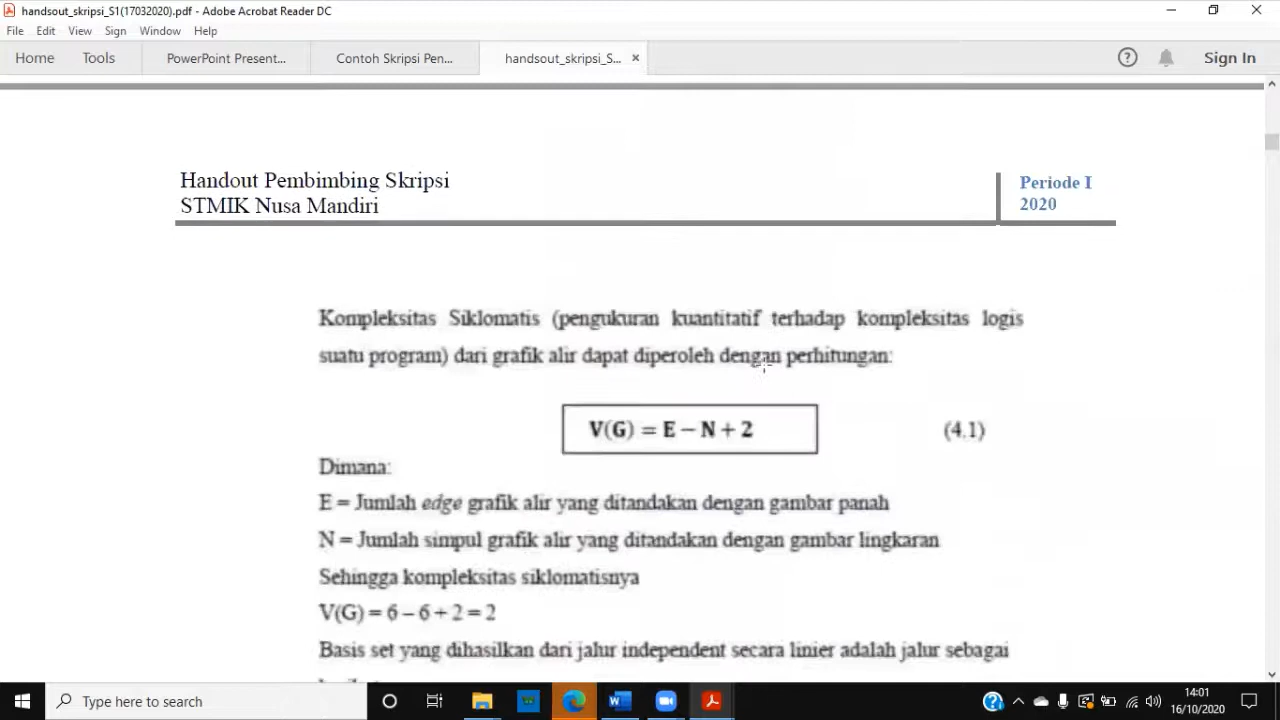 handsout_skripsi_S1(17032020).pdf - Adobe Acrobat Reader DC
File Edit View Sign Window Help
Home Tools PowerPoint Present... Contoh Skripsi Pen... handsout_skripsi_S... Sign In
Handout Pembimbing Skripsi
STMIK Nusa Mandiri
Periode I
2020
Kompleksitas Siklomatis (pengukuran kuantitatif terhadap kompleksitas logis
suatu program) dari grafik alir dapat diperoleh dengan perhitungan:
V(G) = E – N + 2 (4.1)
Dimana:
E = Jumlah edge grafik alir yang ditandakan dengan gambar panah
N = Jumlah simpul grafik alir yang ditandakan dengan gambar lingkaran
Sehingga kompleksitas siklomatisnya
V(G) = 6 – 6 + 2 = 2
Basis set yang dihasilkan dari jalur independent secara linier adalah jalur sebagai
Type here to search
14:01
16/10/2020